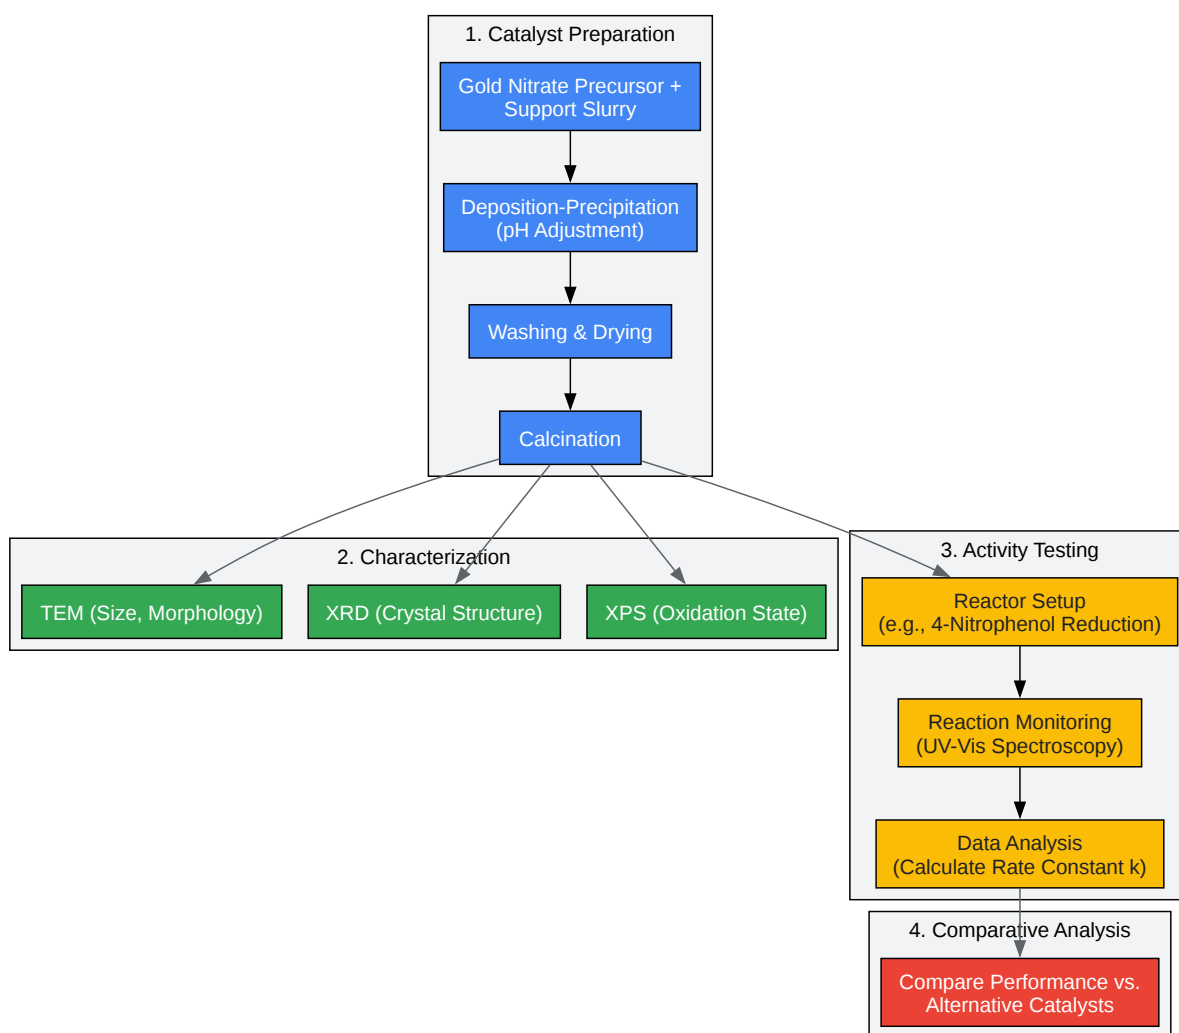 1. Catalyst Preparation
Gold Nitrate Precursor +
Support Slurry
Deposition-Precipitation
(pH Adjustment)
Washing & Drying
Calcination
2. Characterization
TEM (Size, Morphology)
XRD (Crystal Structure)
XPS (Oxidation State)
3. Activity Testing
Reactor Setup
(e.g., 4-Nitrophenol Reduction)
Reaction Monitoring
(UV-Vis Spectroscopy)
Data Analysis
(Calculate Rate Constant k)
4. Comparative Analysis
Compare Performance vs.
Alternative Catalysts